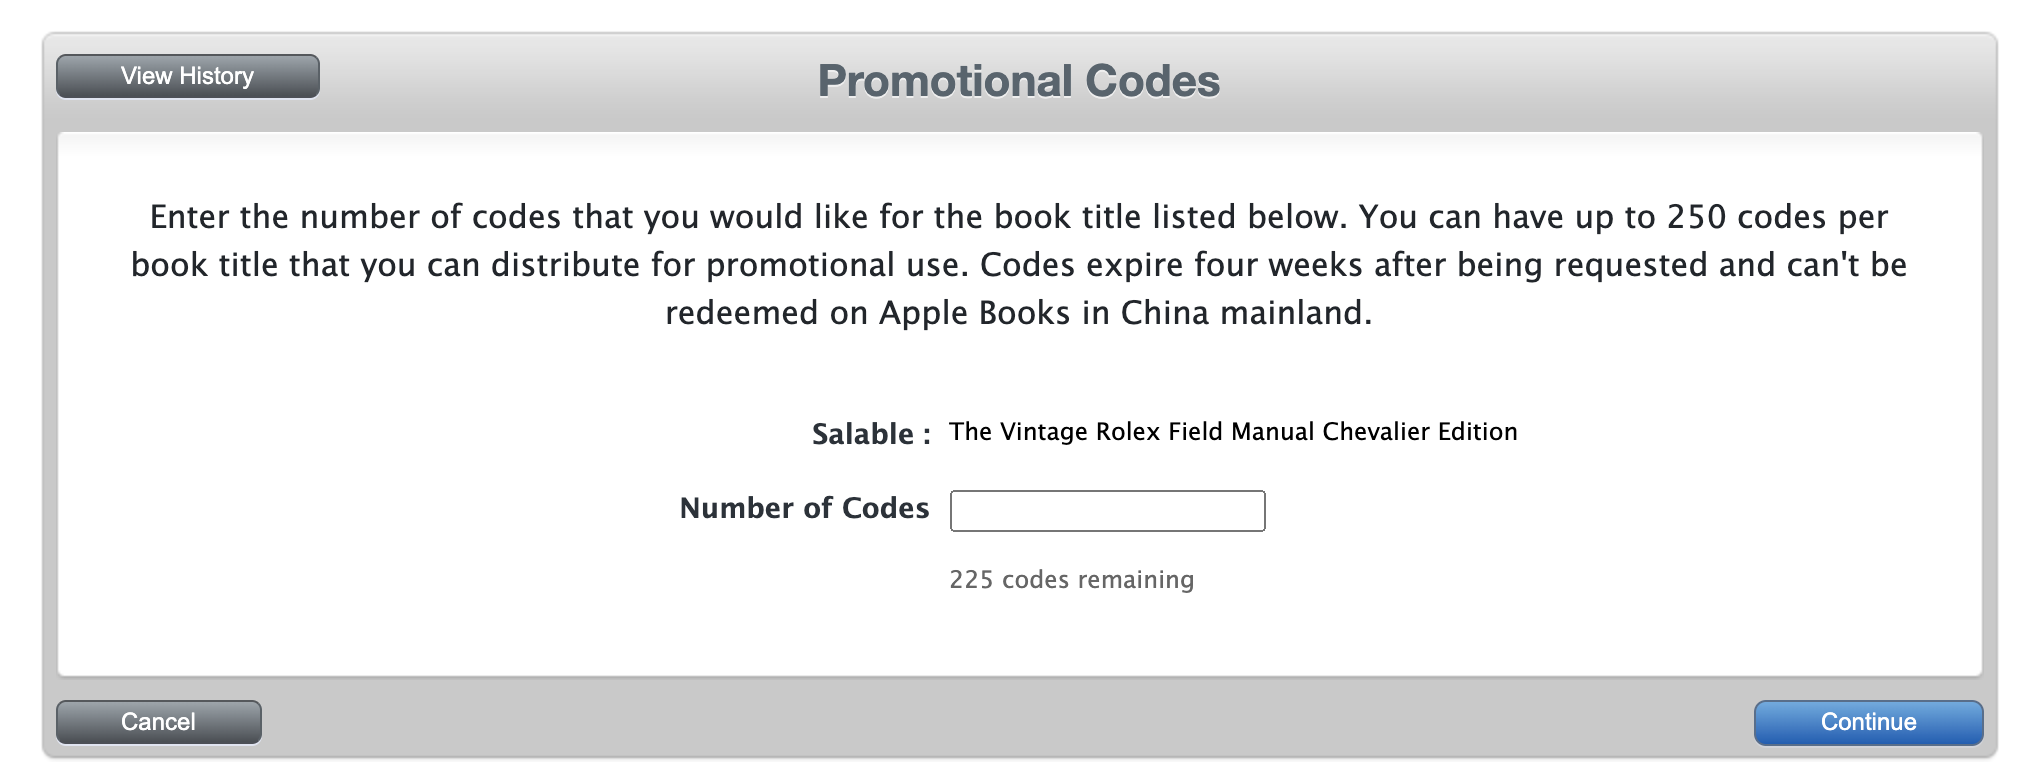 View History
Promotional Codes
Enter the number of codes that you would like for the book title listed below. You can have up to 250 codes per
book title that you can distribute for promotional use. Codes expire four weeks after being requested and can't be
redeemed on Apple Books in China mainland.
Salable : The Vintage Rolex Field Manual Chevalier Edition
Number of Codes
225 codes remaining
Cancel
Continue